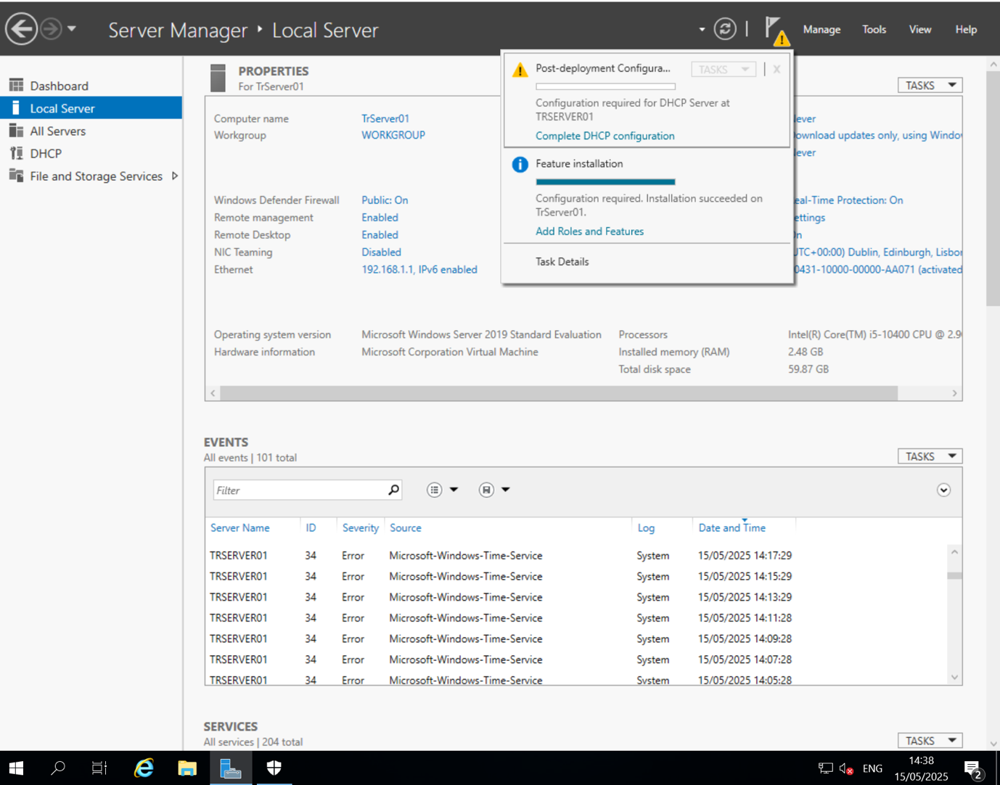 Server Manager ‣ Local Server
Manage Tools View Help
Dashboard
Local Server
All Servers
DHCP
File and Storage Services
PROPERTIES
For TrServer01
TASKS
Computer name TrServer01
Workgroup WORKGROUP
Windows Defender Firewall Public: On
Remote management Enabled
Remote Desktop Enabled
NIC Teaming Disabled
Ethernet 192.168.1.1, IPv6 enabled
ever
ownload updates only, using Windo
ever
eal-Time Protection: On
ettings
n
UTC+00:00) Dublin, Edinburgh, Lisbor
0431-10000-00000-AA071 (activated
Post-deployment Configura... TASKS X
Configuration required for DHCP Server at
TRSERVER01
Complete DHCP configuration
Feature installation
Configuration required. Installation succeeded on
TrServer01.
Add Roles and Features
Task Details
Operating system version Microsoft Windows Server 2019 Standard Evaluation Processors Intel(R) Core(TM) i5-10400 CPU @ 2.9
Hardware information Microsoft Corporation Virtual Machine Installed memory (RAM) 2.48 GB
Total disk space 59.87 GB
EVENTS
All events | 101 total
TASKS
Filter
Server Name ID Severity Source Log Date and Time
TRSERVER01 34 Error Microsoft-Windows-Time-Service System 15/05/2025 14:17:29
TRSERVER01 34 Error Microsoft-Windows-Time-Service System 15/05/2025 14:15:29
TRSERVER01 34 Error Microsoft-Windows-Time-Service System 15/05/2025 14:13:29
TRSERVER01 34 Error Microsoft-Windows-Time-Service System 15/05/2025 14:11:28
TRSERVER01 34 Error Microsoft-Windows-Time-Service System 15/05/2025 14:09:28
TRSERVER01 34 Error Microsoft-Windows-Time-Service System 15/05/2025 14:07:28
TRSERVER01 34 Error Microsoft-Windows-Time-Service System 15/05/2025 14:05:28
SERVICES
All services | 204 total
TASKS
ENG
14:38
15/05/2025
2